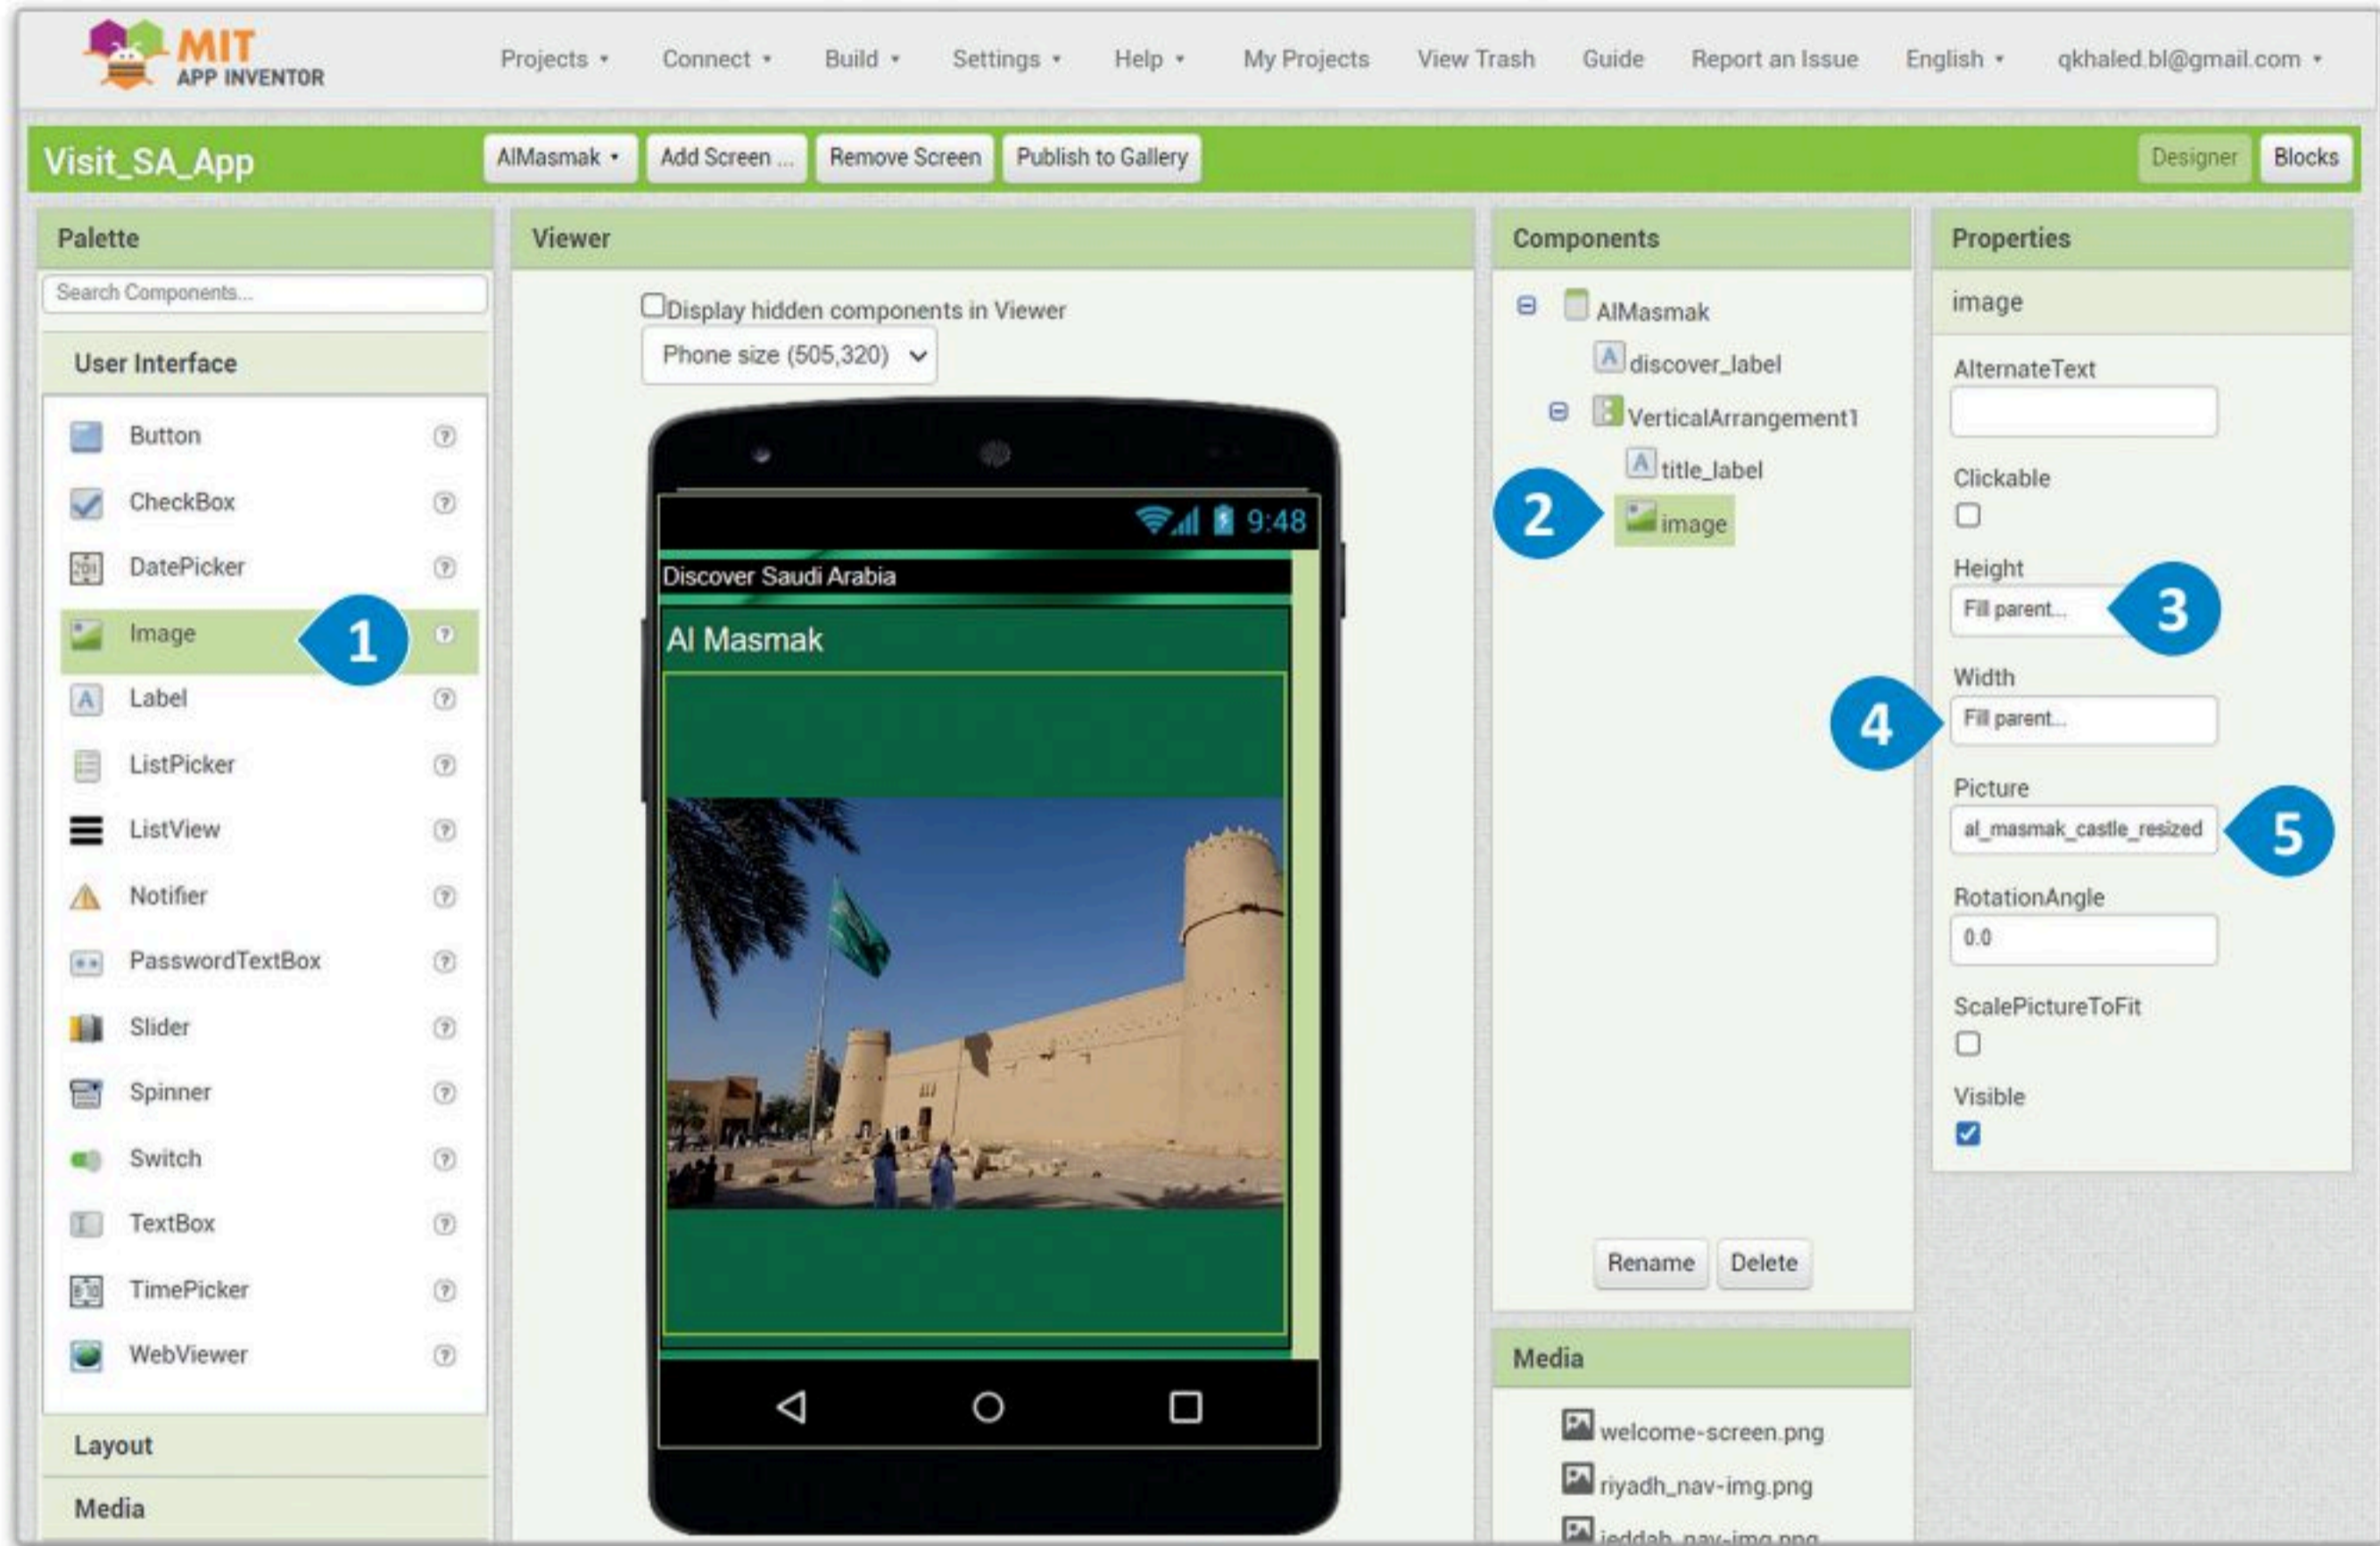 MIT
APP INVENTOR
Projects Connect Build Settings Help My Projects View Trash Guide Report an Issue English qkhaled.bl@gmail.com
Visit_SA_App AlMasmak Add Screen ... Remove Screen Publish to Gallery Designer Blocks
Palette
Search Components...
User Interface
Button
CheckBox
DatePicker
Image
1
Label
ListPicker
ListView
Notifier
PasswordTextBox
Slider
Spinner
Switch
TextBox
TimePicker
WebViewer
Layout
Media
Viewer
Display hidden components in Viewer
Phone size (505,320)
9:48
Discover Saudi Arabia
Al Masmak
Components
AlMasmak
discover_label
VerticalArrangement1
title_label
2
image
Rename Delete
Media
welcome-screen.png
riyadh_nav-img.png
jeddah_nav-img.png
Properties
image
AlternateText
Clickable
Height
Fill parent...
3
Width
Fill parent...
4
Picture
al_masmak_castle_resized
5
RotationAngle
0.0
ScalePictureToFit
Visible